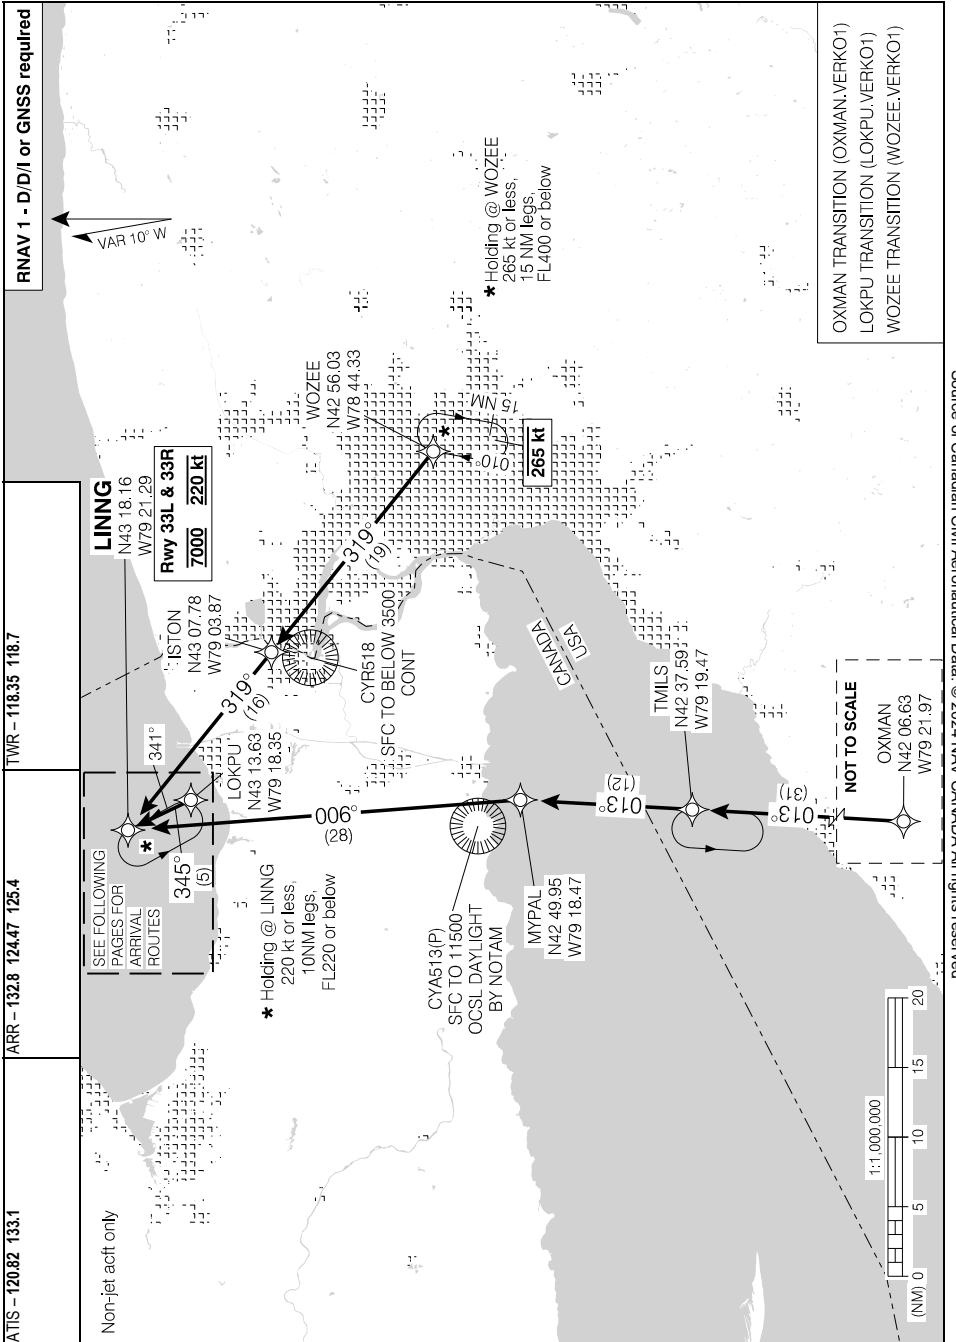 ATIS – 120.82 133.1
ARR – 132.8 124.47 125.4
TWR – 118.35 118.7
RNAV 1 - D/D/I or GNSS required
Non-jet acft only
SEE FOLLOWING
PAGES FOR
ARRIVAL
ROUTES
LINNG
N43 18.16
W79 21.29
Rwy 33L & 33R
7000 220 kt
VAR 10° W
*
345°
(5)
341°
LOKPU
N43 13.63
W79 18.35
ISTON
N43 07.78
W79 03.87
319°
(16)
* Holding @ LINNG
220 kt or less,
10NM legs,
FL220 or below
006°
(28)
CYR518
SFC TO BELOW 3500
CONT
319°
(19)
WOZEE
N42 56.03
W78 44.33
*
010°
15 NM
265 kt
* Holding @ WOZEE
265 kt or less,
15 NM legs,
FL400 or below
CYA513(P)
SFC TO 11500
OCSL DAYLIGHT
BY NOTAM
MYPAL
N42 49.95
W79 18.47
CANADA
USA
013°
(12)
TMILS
N42 37.59
W79 19.47
013°
(31)
NOT TO SCALE
OXMAN
N42 06.63
W79 21.97
OXMAN TRANSITION (OXMAN.VERKO1)
LOKPU TRANSITION (LOKPU.VERKO1)
WOZEE TRANSITION (WOZEE.VERKO1)
1:1,000,000
(NM) 0 5 10 15 20
Source of Canadian Civil Aeronautical Data: © 2024 NAV CANADA All rights reserved